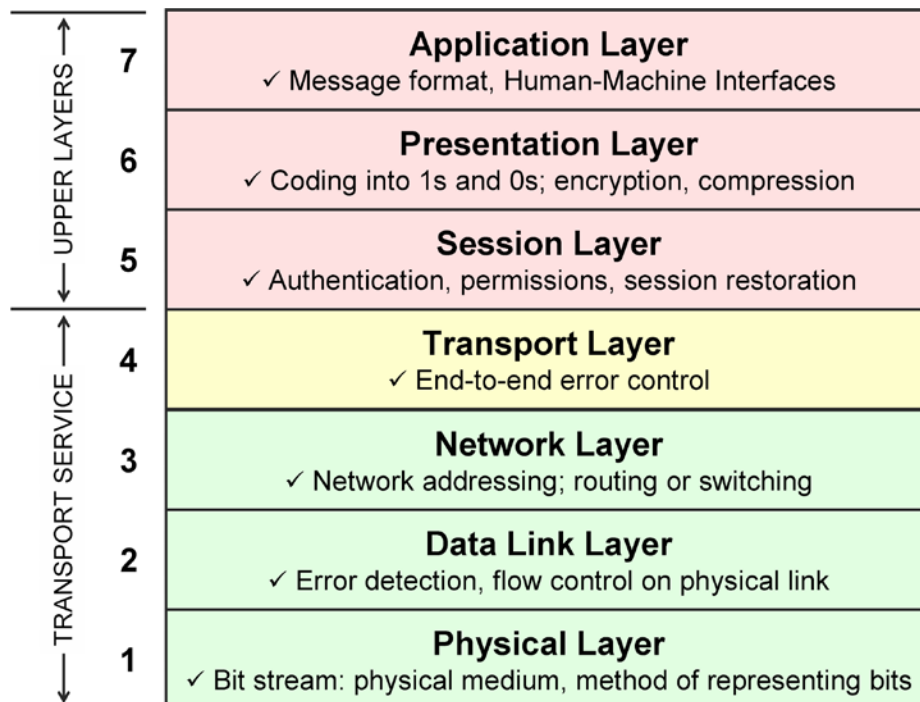 UPPER LAYERS
7
Application Layer
✓ Message format, Human-Machine Interfaces
6
Presentation Layer
✓ Coding into 1s and 0s; encryption, compression
5
Session Layer
✓ Authentication, permissions, session restoration
TRANSPORT SERVICE
4
Transport Layer
✓ End-to-end error control
3
Network Layer
✓ Network addressing; routing or switching
2
Data Link Layer
✓ Error detection, flow control on physical link
1
Physical Layer
✓ Bit stream: physical medium, method of representing bits